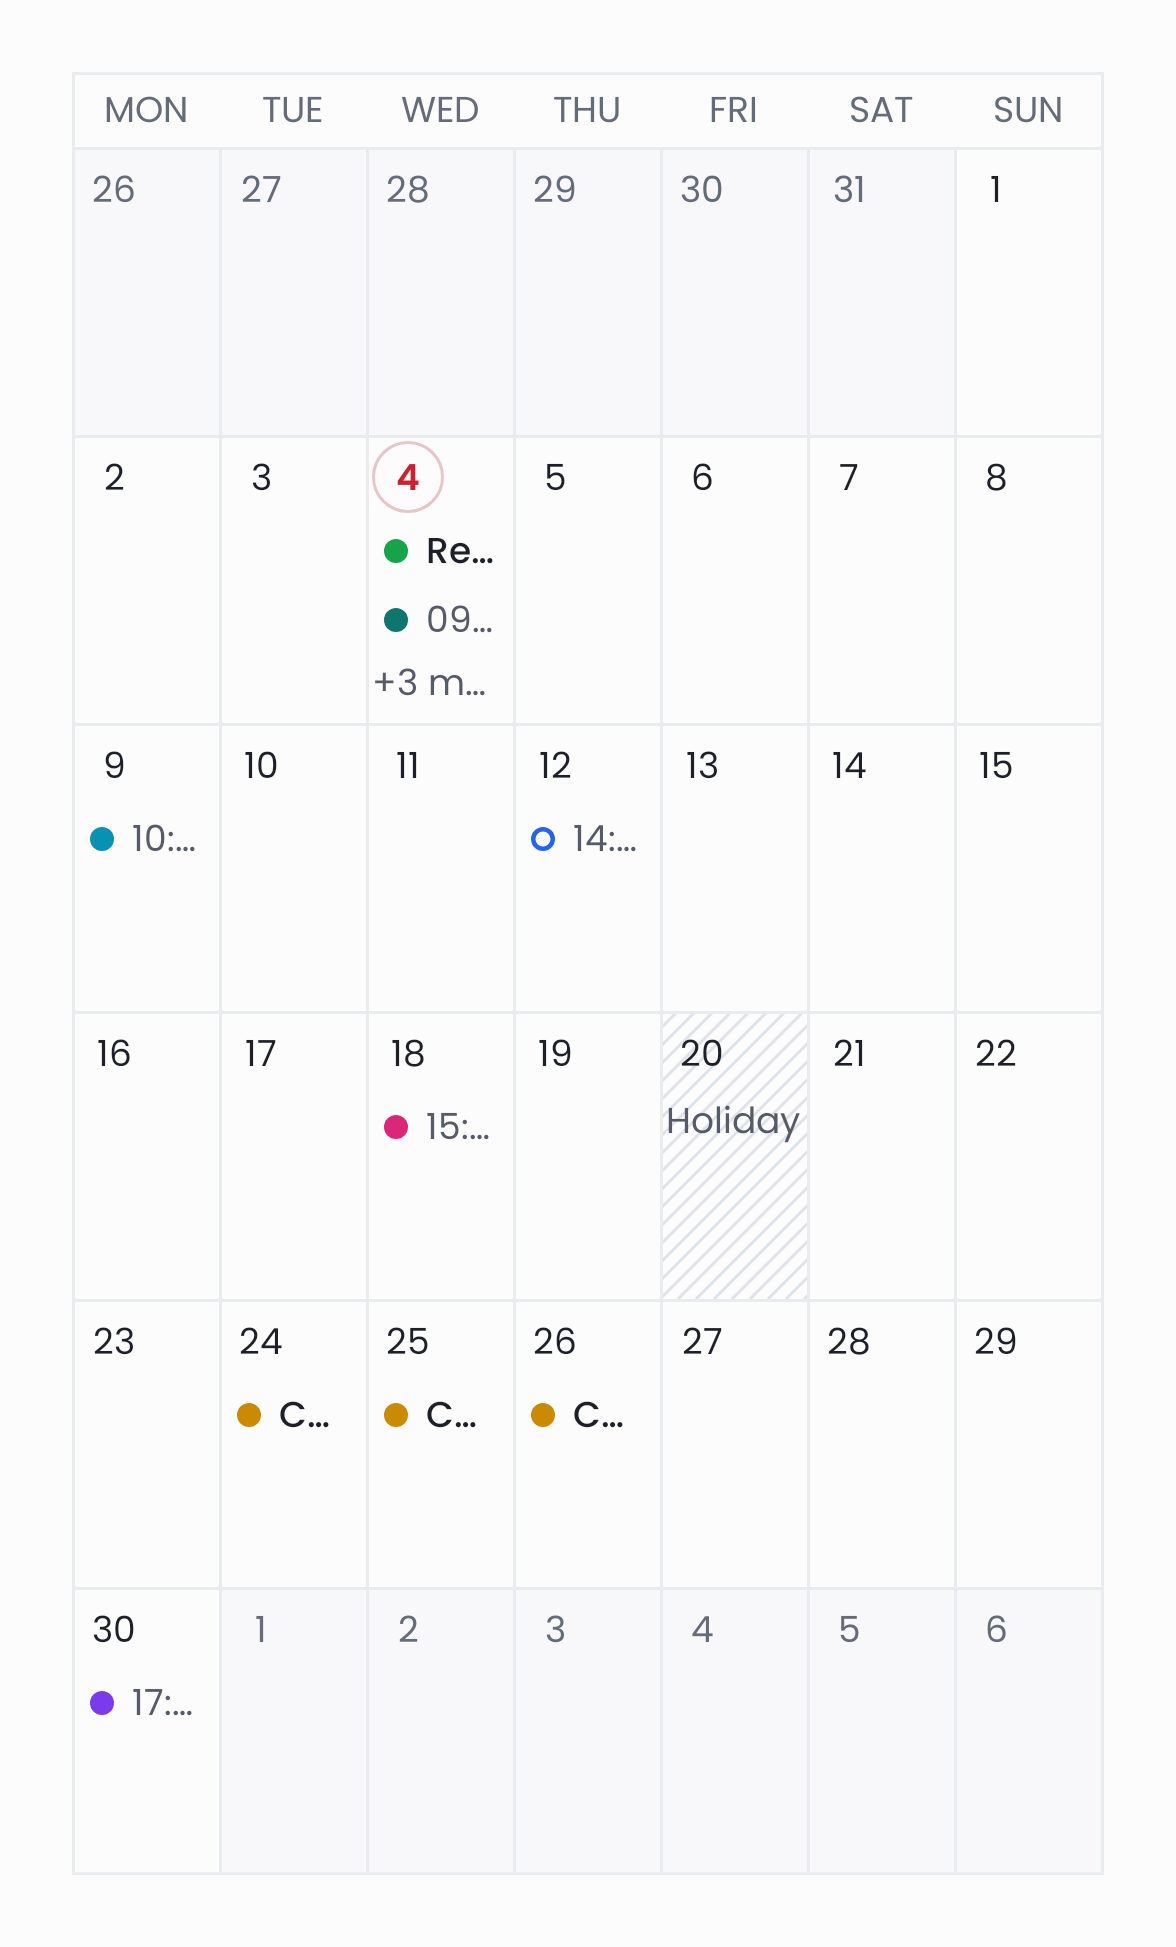 MON TUE WED THU FRI SAT SUN
26 27 28 29 30 31 1
2 3 4 5 6 7 8
Re...
09...
+3 m...
9 10 11 12 13 14 15
10:... 14:...
16 17 18 19 20 21 22
15:... Holiday
23 24 25 26 27 28 29
C... C... C...
30 1 2 3 4 5 6
17:...